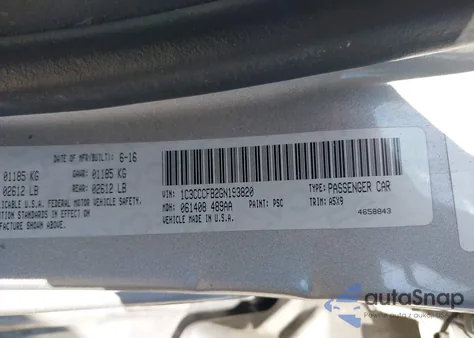 DATE OF MFR(BUILT): 6-16
01185 KG GAWR: 01185 KG
02612 LB REAR: 02612 LB
LICABLE U.S.A. FEDERAL MOTOR VEHICLE SAFETY,
TION STANDARDS IN EFFECT ON
FACTURE SHOWN ABOVE.
VIN: 1C3CCCFB2GN193820 TYPE: PASSENGER CAR
MDH: 061408 489AA PAINT: PSC TRIM: A5X9
VEHICLE MADE IN U.S.A. 4658843
autaSnap